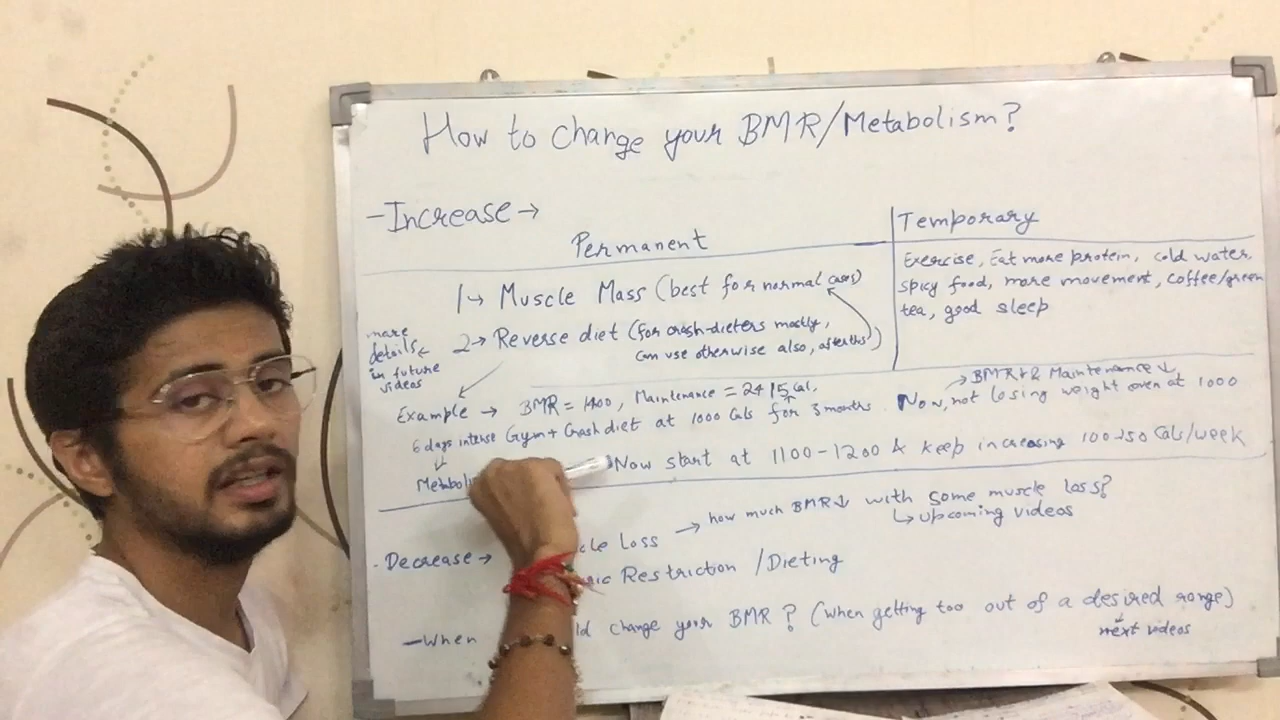 How to change your BMR/Metabolism?
-Increase →
Permanent
Temporary
1→ Muscle Mass (best for normal cases)
2→ Reverse diet (for crash-dieters mostly,
can use otherwise also,
more
details ←
in future
videos
Exercise, Eat more protein, cold water,
spicy food, more movement, coffee/green
tea, good sleep
Example → BMR = 1400, Maintenance = 2415 Cal,
6 days intense Gym + Crash diet at 1000 Cals for 3 months.
→ BMR↓ & Maintenance ↓
Now, not losing weight even at 1000
Now start at 1100-1200 & keep increasing 100-150 Cals/week
- Decrease →
Loss → how much BMR↓ with some muscle loss?
↳ upcoming videos
Restriction / Dieting
- When change your BMR? (When getting too out of a desired range)
next videos